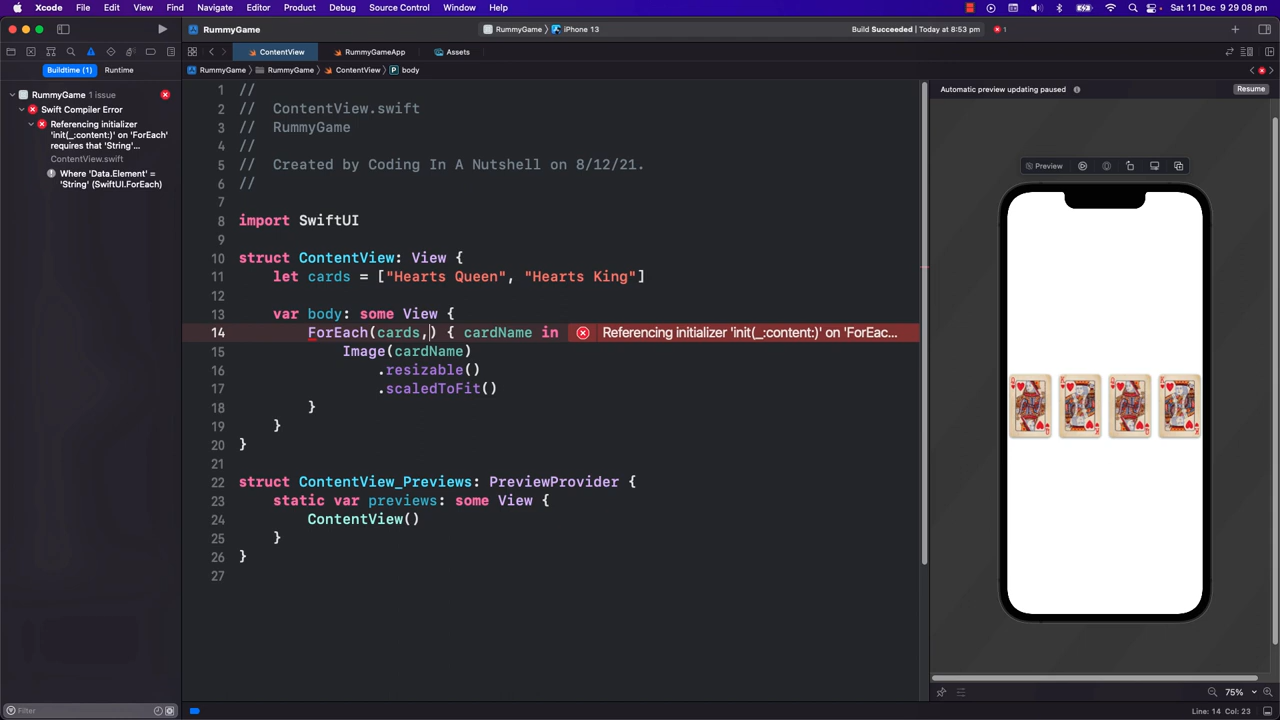 Xcode File Edit View Find Navigate Editor Product Debug Source Control Window Help Sat 11 Dec 9 29 08 pm
RummyGame RummyGame iPhone 13 Build Succeeded | Today at 8:53 pm 1
ContentView RummyGameApp Assets
Buildtime (1) Runtime RummyGame RummyGame ContentView P body
RummyGame 1 issue
Swift Compiler Error
Referencing initializer
'init(_:content:)' on 'ForEach'
requires that 'String'...
ContentView.swift
Where 'Data.Element' =
'String' (SwiftUI.ForEach)
Filter
1 //
2 // ContentView.swift
3 // RummyGame
4 //
5 // Created by Coding In A Nutshell on 8/12/21.
6 //
7
8 import SwiftUI
9
10 struct ContentView: View {
11 let cards = ["Hearts Queen", "Hearts King"]
12
13 var body: some View {
14 ForEach(cards,) { cardName in Referencing initializer 'init(_:content:)' on 'ForEac...
15 Image(cardName)
16 .resizable()
17 .scaledToFit()
18 }
19 }
20 }
21
22 struct ContentView_Previews: PreviewProvider {
23 static var previews: some View {
24 ContentView()
25 }
26 }
27
Automatic preview updating paused Resume
Preview
75%
Line: 14 Col: 23